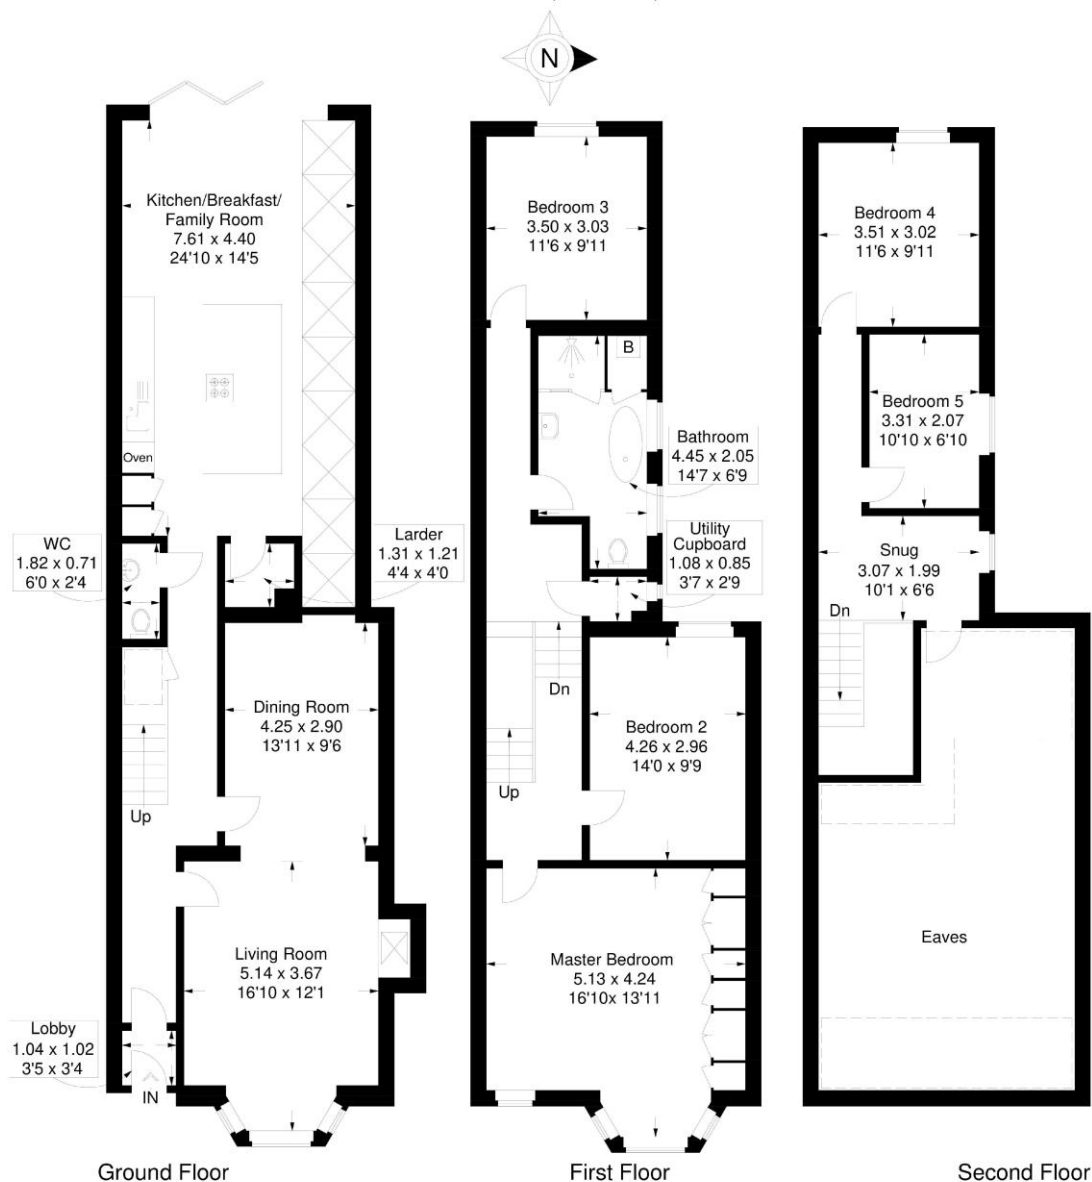 N
Kitchen/Breakfast/
Family Room
7.61 x 4.40
24'10 x 14'5
Oven
WC
1.82 x 0.71
6'0 x 2'4
Larder
1.31 x 1.21
4'4 x 4'0
Dining Room
4.25 x 2.90
13'11 x 9'6
Up
Living Room
5.14 x 3.67
16'10 x 12'1
Lobby
1.04 x 1.02
3'5 x 3'4
IN
Ground Floor
Bedroom 3
3.50 x 3.03
11'6 x 9'11
B
Bathroom
4.45 x 2.05
14'7 x 6'9
Utility
Cupboard
1.08 x 0.85
3'7 x 2'9
Dn
Up
Bedroom 2
4.26 x 2.96
14'0 x 9'9
Master Bedroom
5.13 x 4.24
16'10x 13'11
First Floor
Bedroom 4
3.51 x 3.02
11'6 x 9'11
Bedroom 5
3.31 x 2.07
10'10 x 6'10
Snug
3.07 x 1.99
10'1 x 6'6
Dn
Eaves
Second Floor